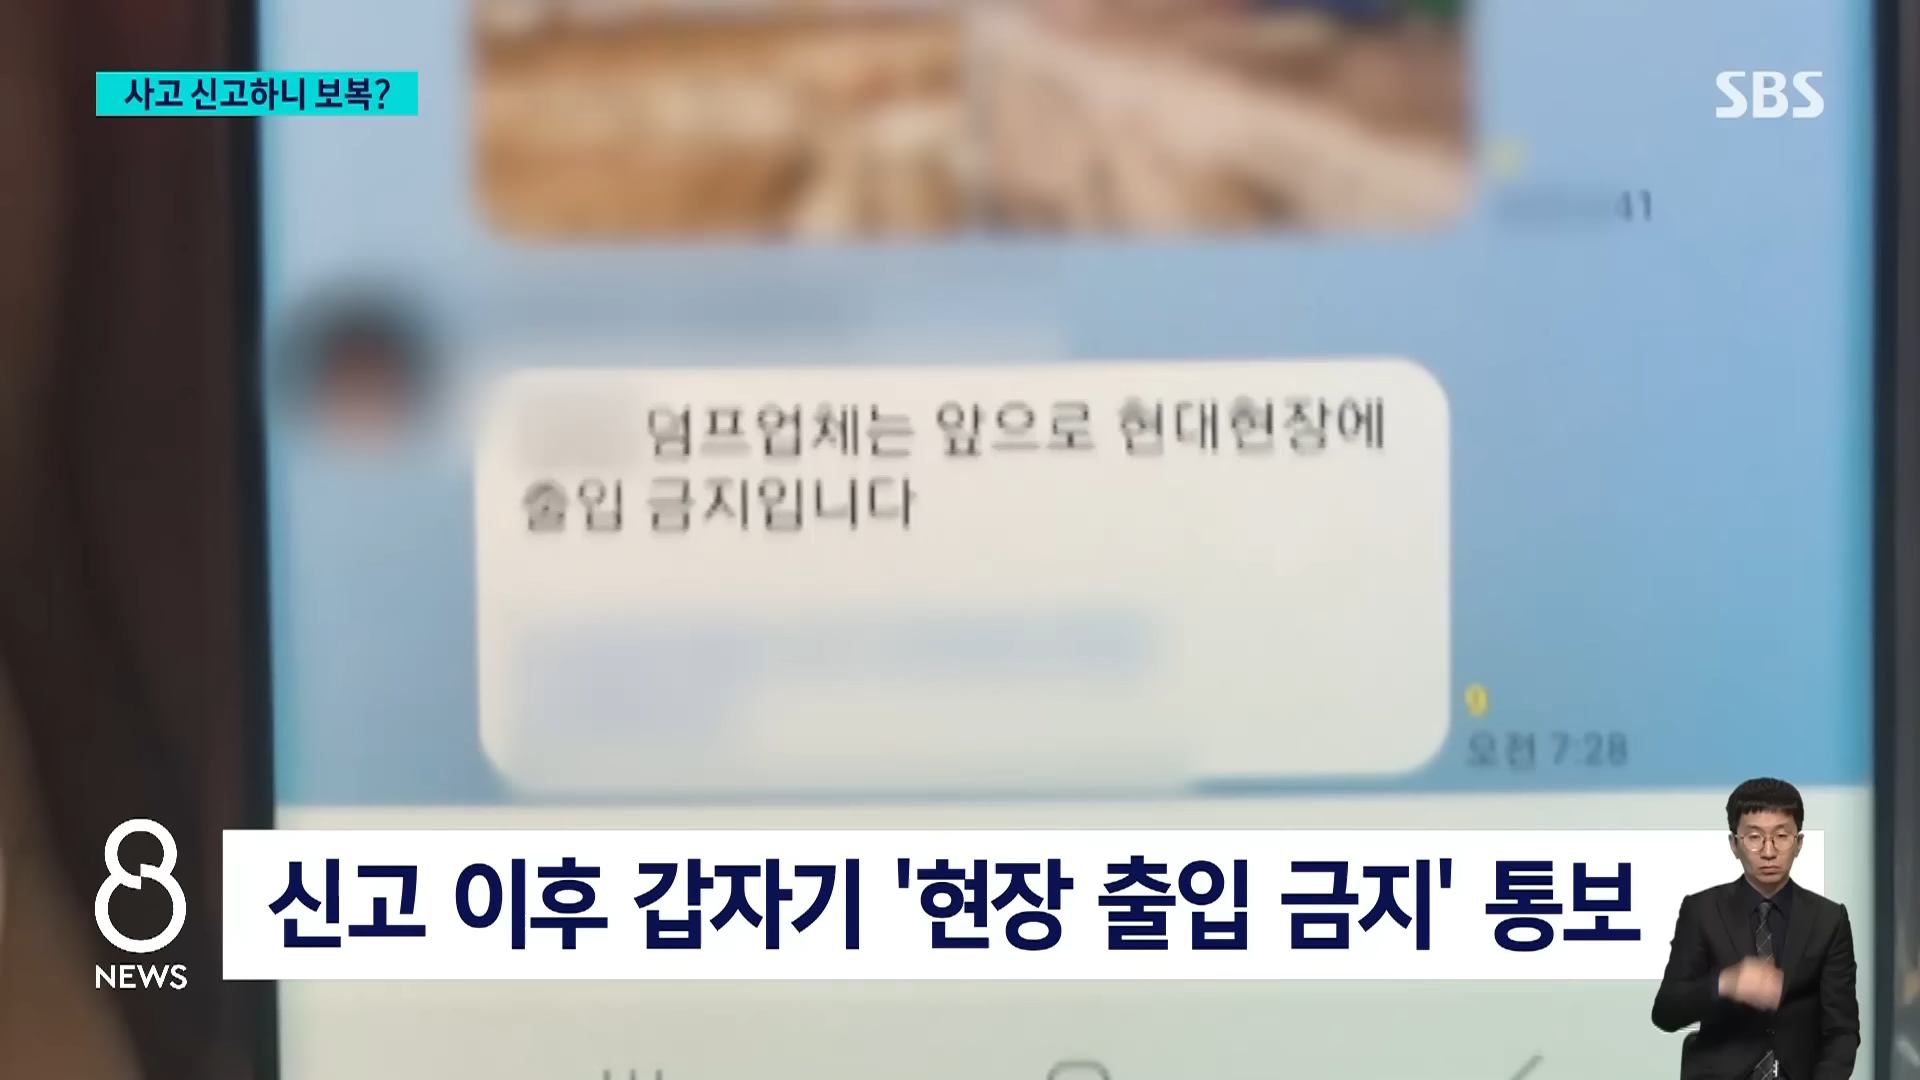 사고 신고하니 보복?
SBS
41
덤프업체는 앞으로 현대현장에
출입 금지입니다
9
오전 7:28
8
NEWS
신고 이후 갑자기 '현장 출입 금지' 통보